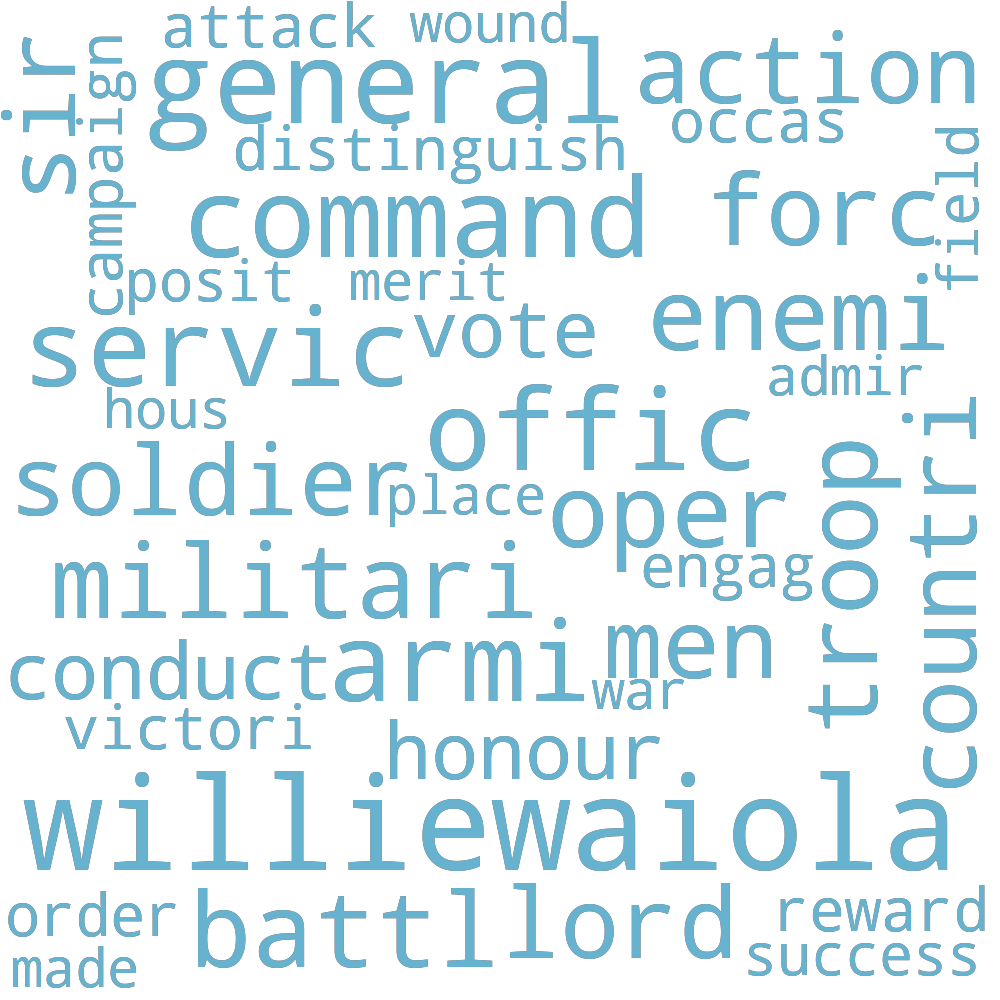 attack wound
sir
campaign
general
action
occas
distinguish
field
command
forc
posit merit
enemi
servic
vote
admir
hous
offic
countri
soldier
place
troop
oper
militari
engag
men
conduct
armi
war
victori
honour
williewaiola
order
battl
lord
reward
success
made